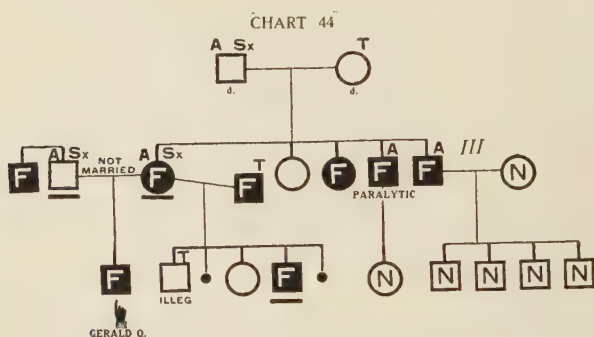 CHART 44
A Sx T
d. d.
A Sx A Sx A A III
F F T F F F N
NOT
MARRIED
F
PARALYTIC
T
F F N N N N N
ILLEG
GERALD O.